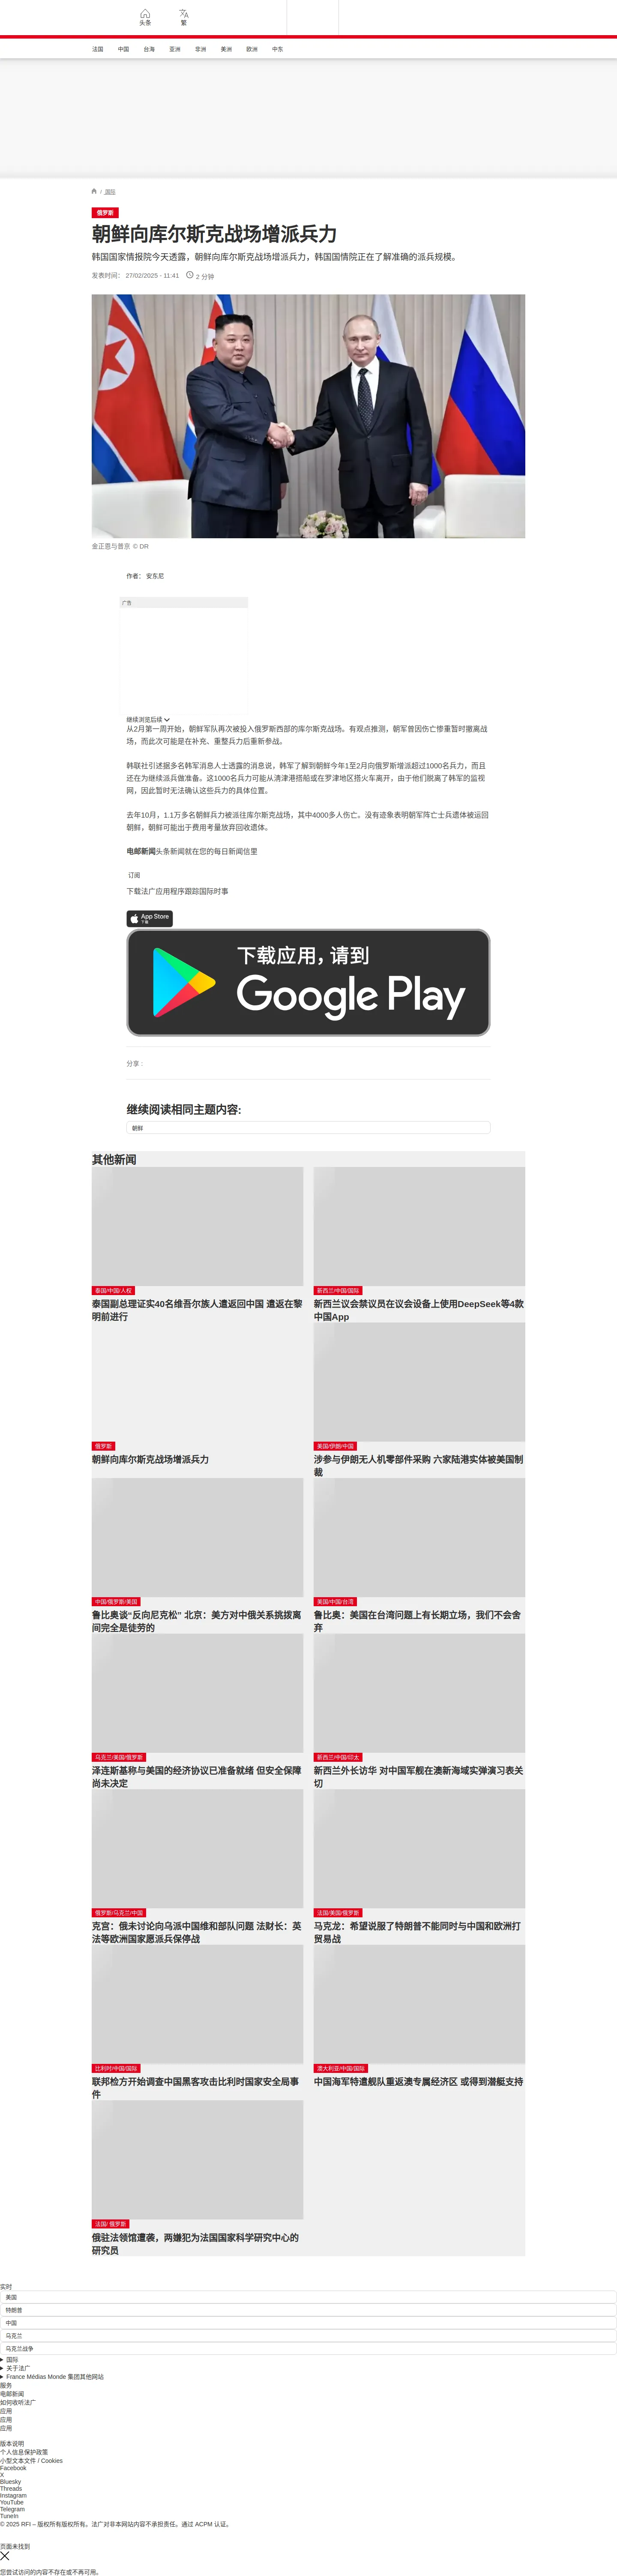 头条
繁
法国
中国
台海
亚洲
非洲
美洲
欧洲
中东
/ 国际
俄罗斯
朝鲜向库尔斯克战场增派兵力
韩国国家情报院今天透露，朝鲜向库尔斯克战场增派兵力，韩国国情院正在了解准确的派兵规模。
发表时间： 27/02/2025 - 11:41
2 分钟
金正恩与普京 © DR
作者： 安东尼
广告
继续浏览后续
从2月第一周开始，朝鲜军队再次被投入俄罗斯西部的库尔斯克战场。有观点推测，朝军曾因伤亡惨重暂时撤离战
场，而此次可能是在补充、重整兵力后重新参战。
韩联社引述据多名韩军消息人士透露的消息说，韩军了解到朝鲜今年1至2月向俄罗斯增派超过1000名兵力，而且
还在为继续派兵做准备。这1000名兵力可能从清津港搭船或在罗津地区搭火车离开，由于他们脱离了韩军的监视
网，因此暂时无法确认这些兵力的具体位置。
去年10月，1.1万多名朝鲜兵力被派往库尔斯克战场，其中4000多人伤亡。没有迹象表明朝军阵亡士兵遗体被运回
朝鲜，朝鲜可能出于费用考量放弃回收遗体。
电邮新闻头条新闻就在您的每日新闻信里
订阅
下载法广应用程序跟踪国际时事
App Store
下载
下载应用，请到
Google Play
分享 :
继续阅读相同主题内容:
朝鲜
其他新闻
泰国/中国/人权
泰国副总理证实40名维吾尔族人遣返回中国 遣返在黎
明前进行
新西兰/中国/国际
新西兰议会禁议员在议会设备上使用DeepSeek等4款
中国App
俄罗斯
朝鲜向库尔斯克战场增派兵力
美国/伊朗/中国
涉参与伊朗无人机零部件采购 六家陆港实体被美国制
裁
中国/俄罗斯/美国
鲁比奥谈“反向尼克松” 北京：美方对中俄关系挑拨离
间完全是徒劳的
美国/中国/台湾
鲁比奥：美国在台湾问题上有长期立场，我们不会舍
弃
乌克兰/美国/俄罗斯
泽连斯基称与美国的经济协议已准备就绪 但安全保障
尚未决定
新西兰/中国/印太
新西兰外长访华 对中国军舰在澳新海域实弹演习表关
切
俄罗斯/乌克兰/中国
克宫：俄未讨论向乌派中国维和部队问题 法财长：英
法等欧洲国家愿派兵保停战
法国/美国/俄罗斯
马克龙：希望说服了特朗普不能同时与中国和欧洲打
贸易战
比利时/中国/国际
联邦检方开始调查中国黑客攻击比利时国家安全局事
件
澳大利亚/中国/国际
中国海军特遣舰队重返澳专属经济区 或得到潜艇支持
法国/ 俄罗斯
俄驻法领馆遭袭，两嫌犯为法国国家科学研究中心的
研究员
实时
美国
特朗普
中国
乌克兰
乌克兰战争
国际
关于法广
France Médias Monde 集团其他网站
服务
电邮新闻
如何收听法广
应用
应用
应用
版本说明
个人信息保护政策
小型文本文件 / Cookies
Facebook
X
Bluesky
Threads
Instagram
YouTube
Telegram
TuneIn
© 2025 RFI – 版权所有版权所有。法广对非本网站内容不承担责任。通过 ACPM 认证。
页面未找到
您尝试访问的内容不存在或不再可用。